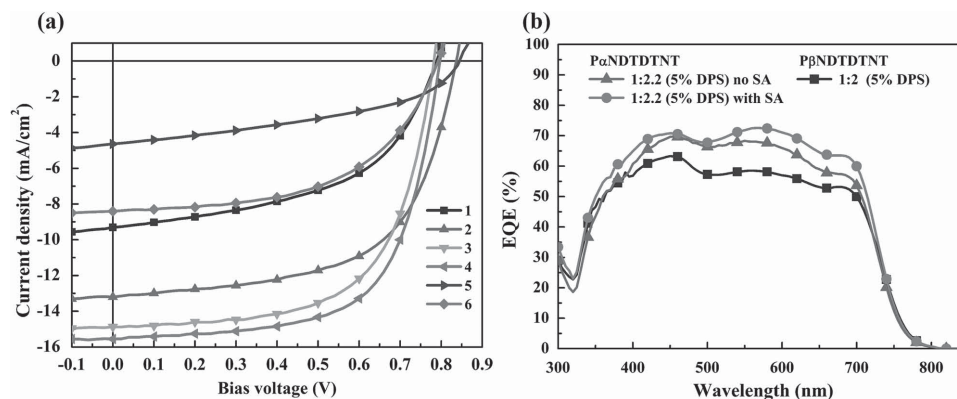 (a)
0
-2
-4
-6
-8
-10
-12
-14
-16
Current density (mA/cm²)
1
2
3
4
5
6
-0.1 0.0 0.1 0.2 0.3 0.4 0.5 0.6 0.7 0.8 0.9
Bias voltage (V)
(b)
100
90
80
70
60
50
40
30
20
10
0
EQE (%)
PαNDTDTNT PβNDTDTNT
1:2.2 (5% DPS) no SA 1:2 (5% DPS)
1:2.2 (5% DPS) with SA
300 400 500 600 700 800
Wavelength (nm)